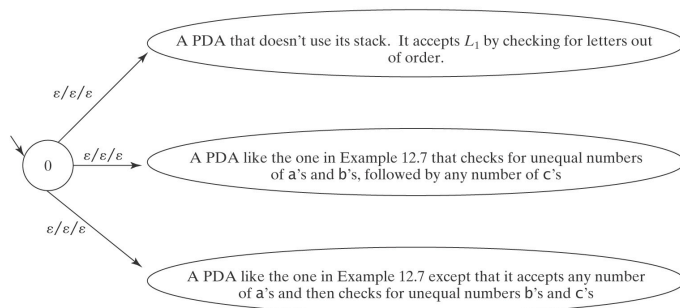 A PDA that doesn't use its stack. It accepts L₁ by checking for letters out
of order.
ε/ε/ε
0
ε/ε/ε
A PDA like the one in Example 12.7 that checks for unequal numbers
of a's and b's, followed by any number of c's
ε/ε/ε
A PDA like the one in Example 12.7 except that it accepts any number
of a's and then checks for unequal numbers b's and c's